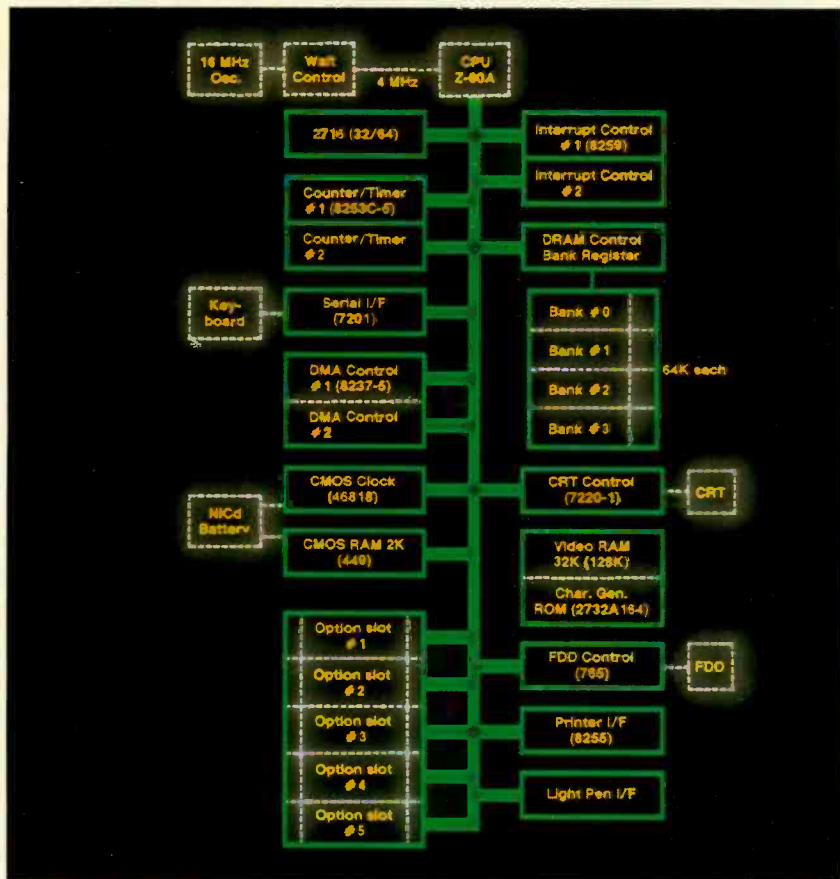 16 MHz
Osc.
Wait
Control
4 MHz
CPU
Z-80A
2716 (32/64)
Interrupt Control
#1 (8259)
Interrupt Control
#2
Counter/Timer
#1 (8253C-5)
Counter/Timer
#2
DRAM Control
Bank Register
Key-
board
Serial I/F
(7201)
Bank #0
Bank #1
Bank #2
Bank #3
64K each
DMA Control
#1 (8237-5)
DMA Control
#2
NiCd
Battery
CMOS Clock
(46818)
CMOS RAM 2K
(449)
CRT Control
(7220-1)
CRT
Video RAM
32K (128K)
Char. Gen.
ROM (2732A164)
Option slot
#1
Option slot
#2
Option slot
#3
Option slot
#4
Option slot
#5
FDD Control
(765)
FDD
Printer I/F
(8255)
Light Pen I/F